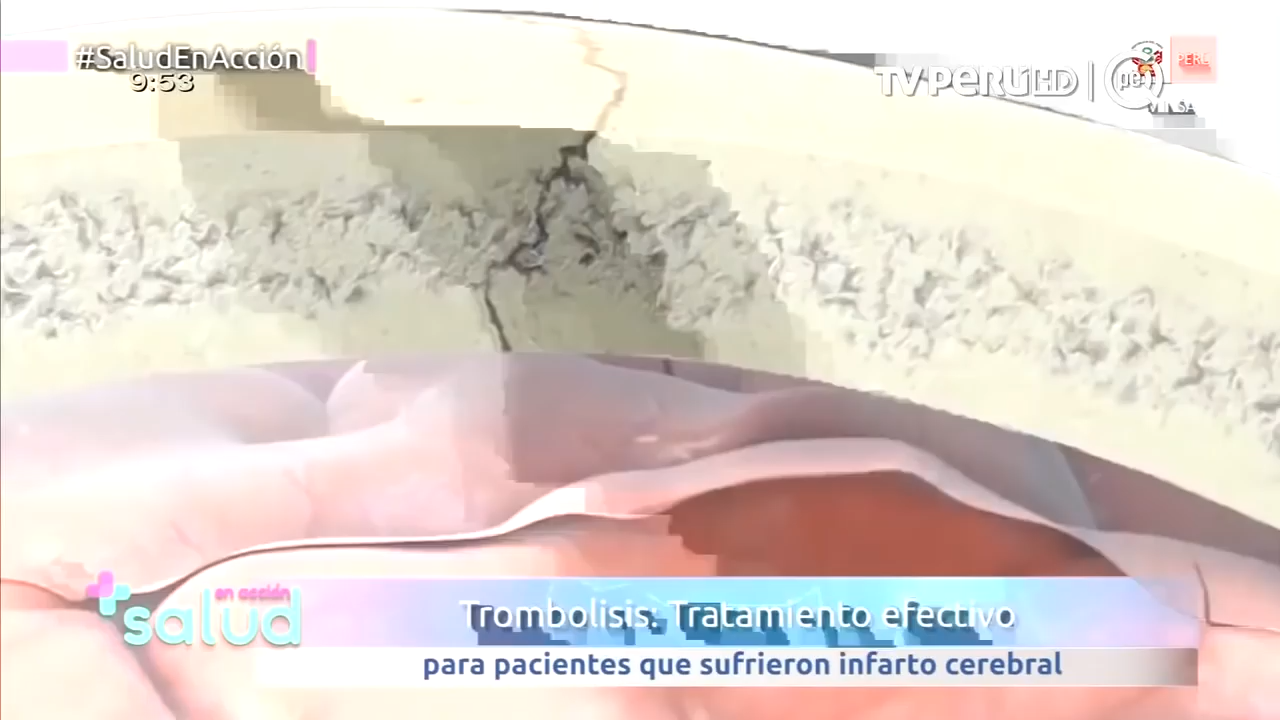 #SaludEnAcción
9:53
TVPERÚHD
PERÚ
en acción
salud
Trombolisis: Tratamiento efectivo
para pacientes que sufrieron infarto cerebral